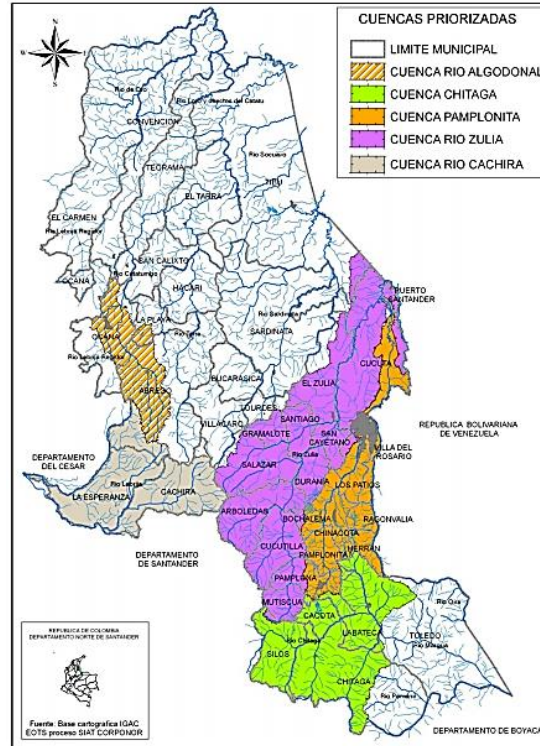 CUENCAS PRIORIZADAS
LIMITE MUNICIPAL
CUENCA RIO ALGODONAL
CUENCA CHITAGA
CUENCA PAMPLONITA
CUENCA RIO ZULIA
CUENCA RIO CACHIRA
N
W
E
S
Rio de Oro
CONVENCION
TEORAMA
Rio Socuavo
TIBU
EL TARRA
EL CARMEN
SAN CALIXTO
Rio Catatumbo
OCAÑA
HACARI
LA PLAYA
Rio Tarra
Rio Sardinata
SARDINATA
OCAÑA
ABREGO
BUCARASICA
PUERTO
SANTANDER
CUCUTA
EL ZULIA
LOURDES
VILLACARO
SANTIAGO
GRAMALOTE
SAN
CAYETANO
REPUBLICA BOLIVARIANA
DE VENEZUELA
VILLA DEL
ROSARIO
DEPARTAMENTO
DEL CESAR
Rio Zulia
SALAZAR
LOS PATIOS
LA ESPERANZA
CACHIRA
DURANIA
ARBOLEDAS
BOCHALEMA
RAGONVALIA
CHINACOTA
DEPARTAMENTO
DE SANTANDER
CUCUTILLA
HERRAN
PAMPLONITA
PAMPLONA
MUTISCUA
CACOTA
TOLEDO
LABATECA
Rio Chitaga
SILOS
CHITAGA
DEPARTAMENTO DE BOYACA
REPUBLICA DE COLOMBIA
DEPARTAMENTO NORTE DE SANTANDER
Fuente: Base cartografica IGAC
EOTS proceso SIAT CORPONOR